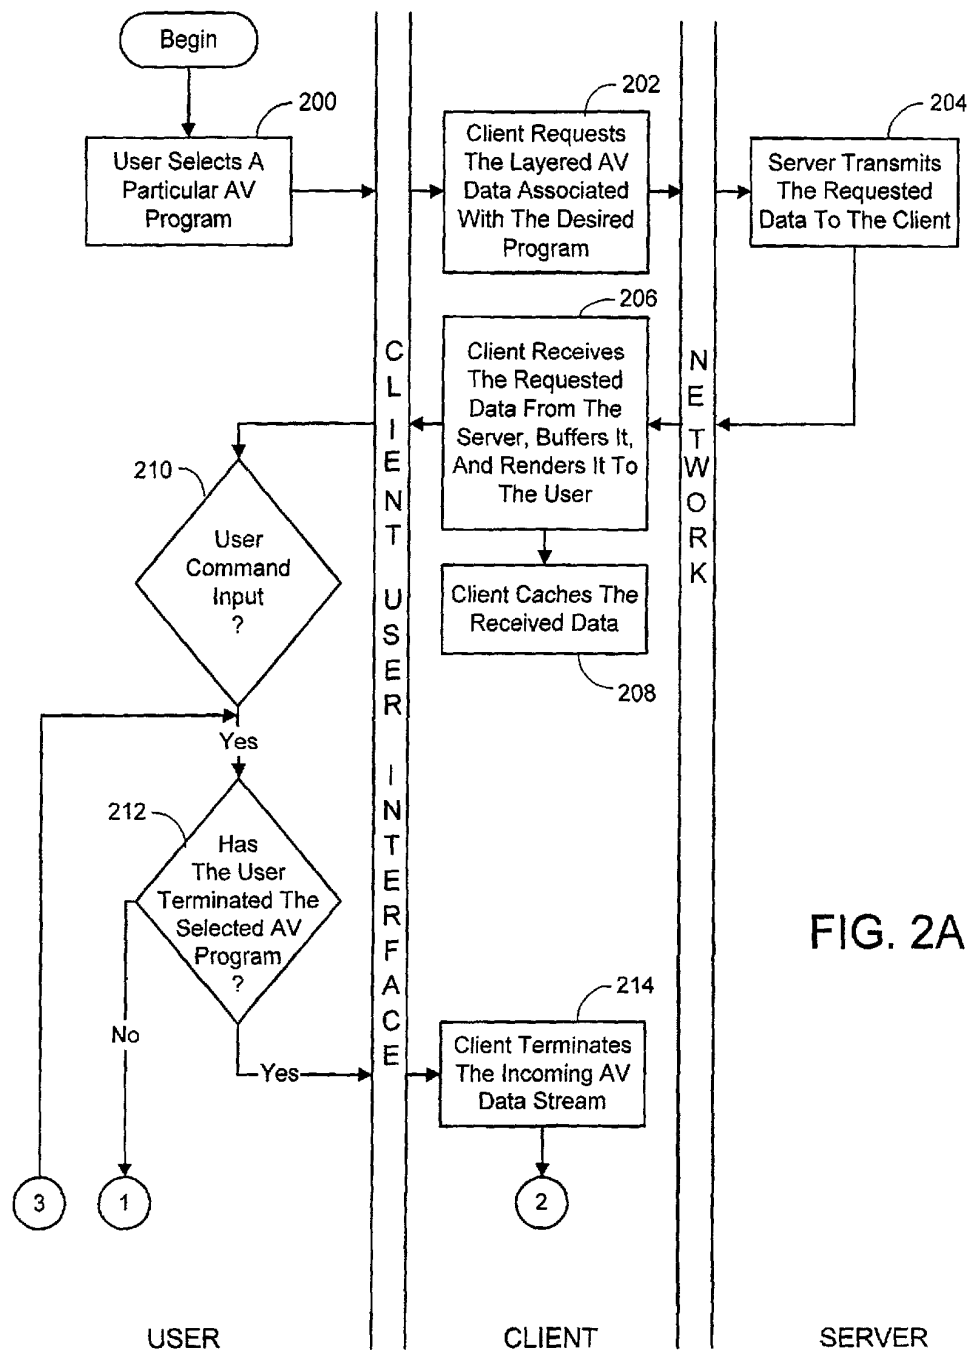 Begin
200
User Selects A
Particular AV
Program
202
Client Requests
The Layered AV
Data Associated
With The Desired
Program
204
Server Transmits
The Requested
Data To The Client
206
Client Receives
The Requested
Data From The
Server, Buffers It,
And Renders It To
The User
Client Caches The
Received Data
208
210
User
Command
Input
?
Yes
212
Has
The User
Terminated The
Selected AV
Program
?
No
Yes
214
Client Terminates
The Incoming AV
Data Stream
3
1
2
CLIENT USER INTERFACE
NETWORK
FIG. 2A
USER
CLIENT
SERVER